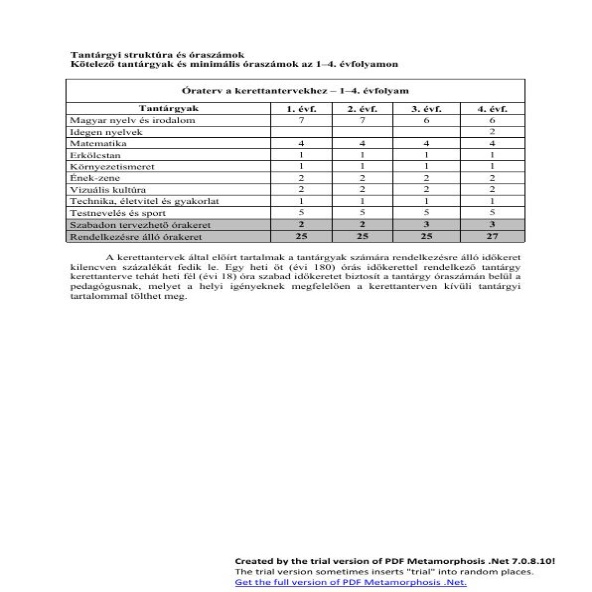 Tantárgyi struktúra és óraszámok
Kötelező tantárgyak és minimális óraszámok az 1–4. évfolyamon
Óraterv a kerettantervekhez – 1–4. évfolyam
Tantárgyak 1. évf. 2. évf. 3. évf. 4. évf.
Magyar nyelv és irodalom 7 7 6 6
Idegen nyelvek 2
Matematika 4 4 4 4
Erkölcstan 1 1 1 1
Környezetismeret 1 1 1 1
Ének-zene 2 2 2 2
Vizuális kultúra 2 2 2 2
Technika, életvitel és gyakorlat 1 1 1 1
Testnevelés és sport 5 5 5 5
Szabadon tervezhető órakeret 2 2 3 3
Rendelkezésre álló órakeret 25 25 25 27
A kerettantervek által előírt tartalmak a tantárgyak számára rendelkezésre álló időkeret
kilencven százalékát fedik le. Egy heti öt (évi 180) órás időkerettel rendelkező tantárgy
kerettanterve tehát heti fél (évi 18) óra szabad időkeretet biztosít a tantárgy óraszámán belül a
pedagógusnak, melyet a helyi igényeknek megfelelően a kerettanterven kívüli tantárgyi
tartalommal tölthet meg.
Created by the trial version of PDF Metamorphosis .Net 7.0.8.10!
The trial version sometimes inserts "trial" into random places.
Get the full version of PDF Metamorphosis .Net.